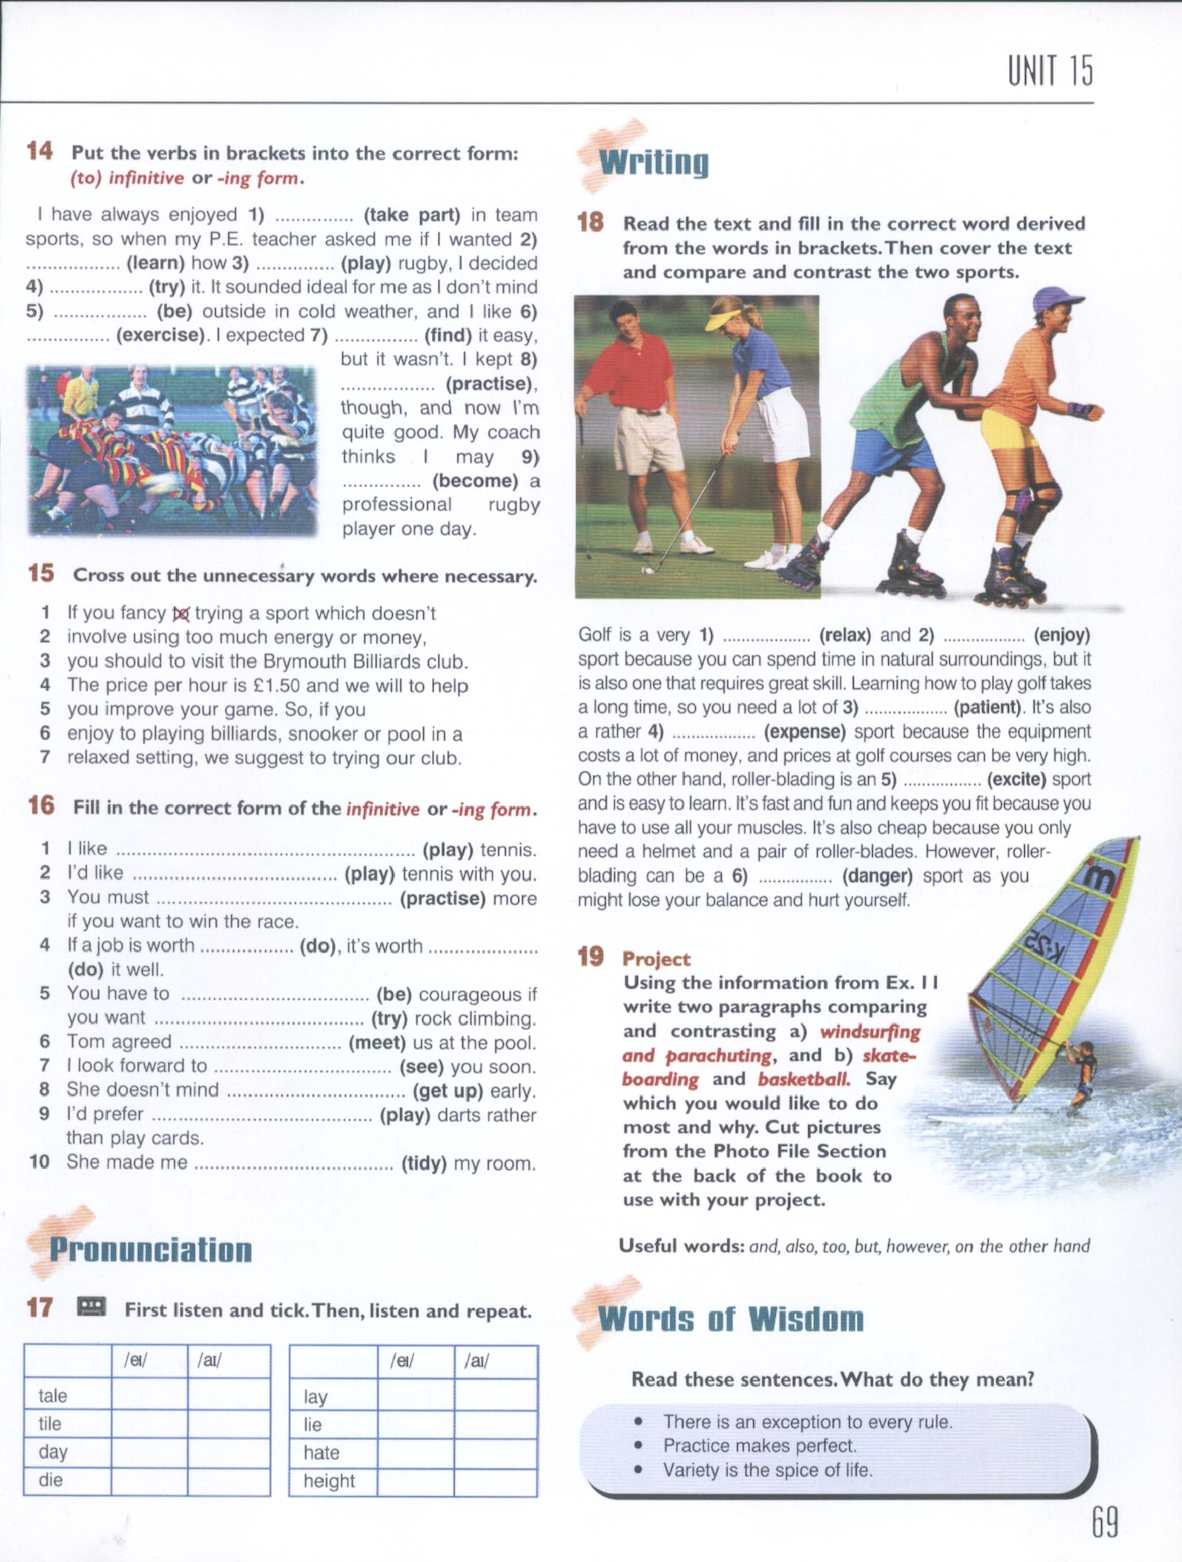 UNIT 15
14 Put the verbs in brackets into the correct form:
(to) infinitive or -ing form.
I have always enjoyed 1) ............... (take part) in team
sports, so when my P.E. teacher asked me if I wanted 2)
.................. (learn) how 3) ............... (play) rugby, I decided
4) .................. (try) it. It sounded ideal for me as I don't mind
5) .................. (be) outside in cold weather, and I like 6)
................ (exercise). I expected 7) ................ (find) it easy,
but it wasn't. I kept 8)
.................. (practise),
though, and now I'm
quite good. My coach
thinks I may 9)
............... (become) a
professional rugby
player one day.
15 Cross out the unnecessary words where necessary.
1 If you fancy to trying a sport which doesn't
2 involve using too much energy or money,
3 you should to visit the Brymouth Billiards club.
4 The price per hour is £1.50 and we will to help
5 you improve your game. So, if you
6 enjoy to playing billiards, snooker or pool in a
7 relaxed setting, we suggest to trying our club.
16 Fill in the correct form of the infinitive or -ing form.
1 I like .................................................... (play) tennis.
2 I'd like .................................... (play) tennis with you.
3 You must ......................................... (practise) more
if you want to win the race.
4 If a job is worth .................. (do), it's worth .....................
(do) it well.
5 You have to .................................. (be) courageous if
you want ...................................... (try) rock climbing.
6 Tom agreed ............................. (meet) us at the pool.
7 I look forward to ................................ (see) you soon.
8 She doesn't mind ................................ (get up) early.
9 I'd prefer ........................................ (play) darts rather
than play cards.
10 She made me .................................... (tidy) my room.
Pronunciation
17 First listen and tick. Then, listen and repeat.
/eɪ/ /aɪ/ /eɪ/ /aɪ/
tale lay
tile lie
day hate
die height
Writing
18 Read the text and fill in the correct word derived
from the words in brackets. Then cover the text
and compare and contrast the two sports.
Golf is a very 1) .................. (relax) and 2) ................. (enjoy)
sport because you can spend time in natural surroundings, but it
is also one that requires great skill. Learning how to play golf takes
a long time, so you need a lot of 3) ................. (patient). It's also
a rather 4) ................. (expense) sport because the equipment
costs a lot of money, and prices at golf courses can be very high.
On the other hand, roller-blading is an 5) ................ (excite) sport
and is easy to learn. It's fast and fun and keeps you fit because you
have to use all your muscles. It's also cheap because you only
need a helmet and a pair of roller-blades. However, roller-
blading can be a 6) ............... (danger) sport as you
might lose your balance and hurt yourself.
m
K-25
19 Project
Using the information from Ex. 11
write two paragraphs comparing
and contrasting a) windsurfing
and parachuting, and b) skate-
boarding and basketball. Say
which you would like to do
most and why. Cut pictures
from the Photo File Section
at the back of the book to
use with your project.
Useful words: and, also, too, but, however, on the other hand
Words of Wisdom
Read these sentences. What do they mean?
• There is an exception to every rule.
• Practice makes perfect.
• Variety is the spice of life.
69